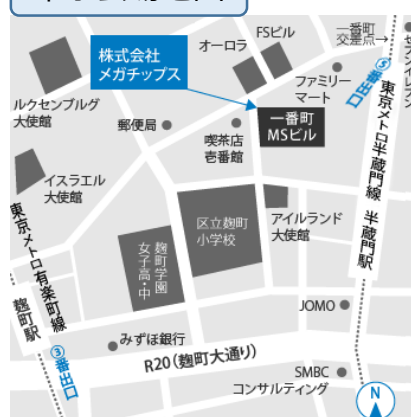 一番町
交差点→
FSビル
オーロラ
株式会社
メガチップス
セブンイレブン
⑤番出口
ファミリー
マート
ルクセンブルグ
大使館
郵便局
喫茶店
壱番館
一番町
MSビル
東京メトロ半蔵門線 半蔵門駅
イスラエル
大使館
区立麹町
小学校
アイルランド
大使館
東京メトロ有楽町線
麹町駅
麹町学園
女子高・中
JOMO
みずほ銀行
③番出口
R20(麹町大通り)
SMBC
コンサルティング
N